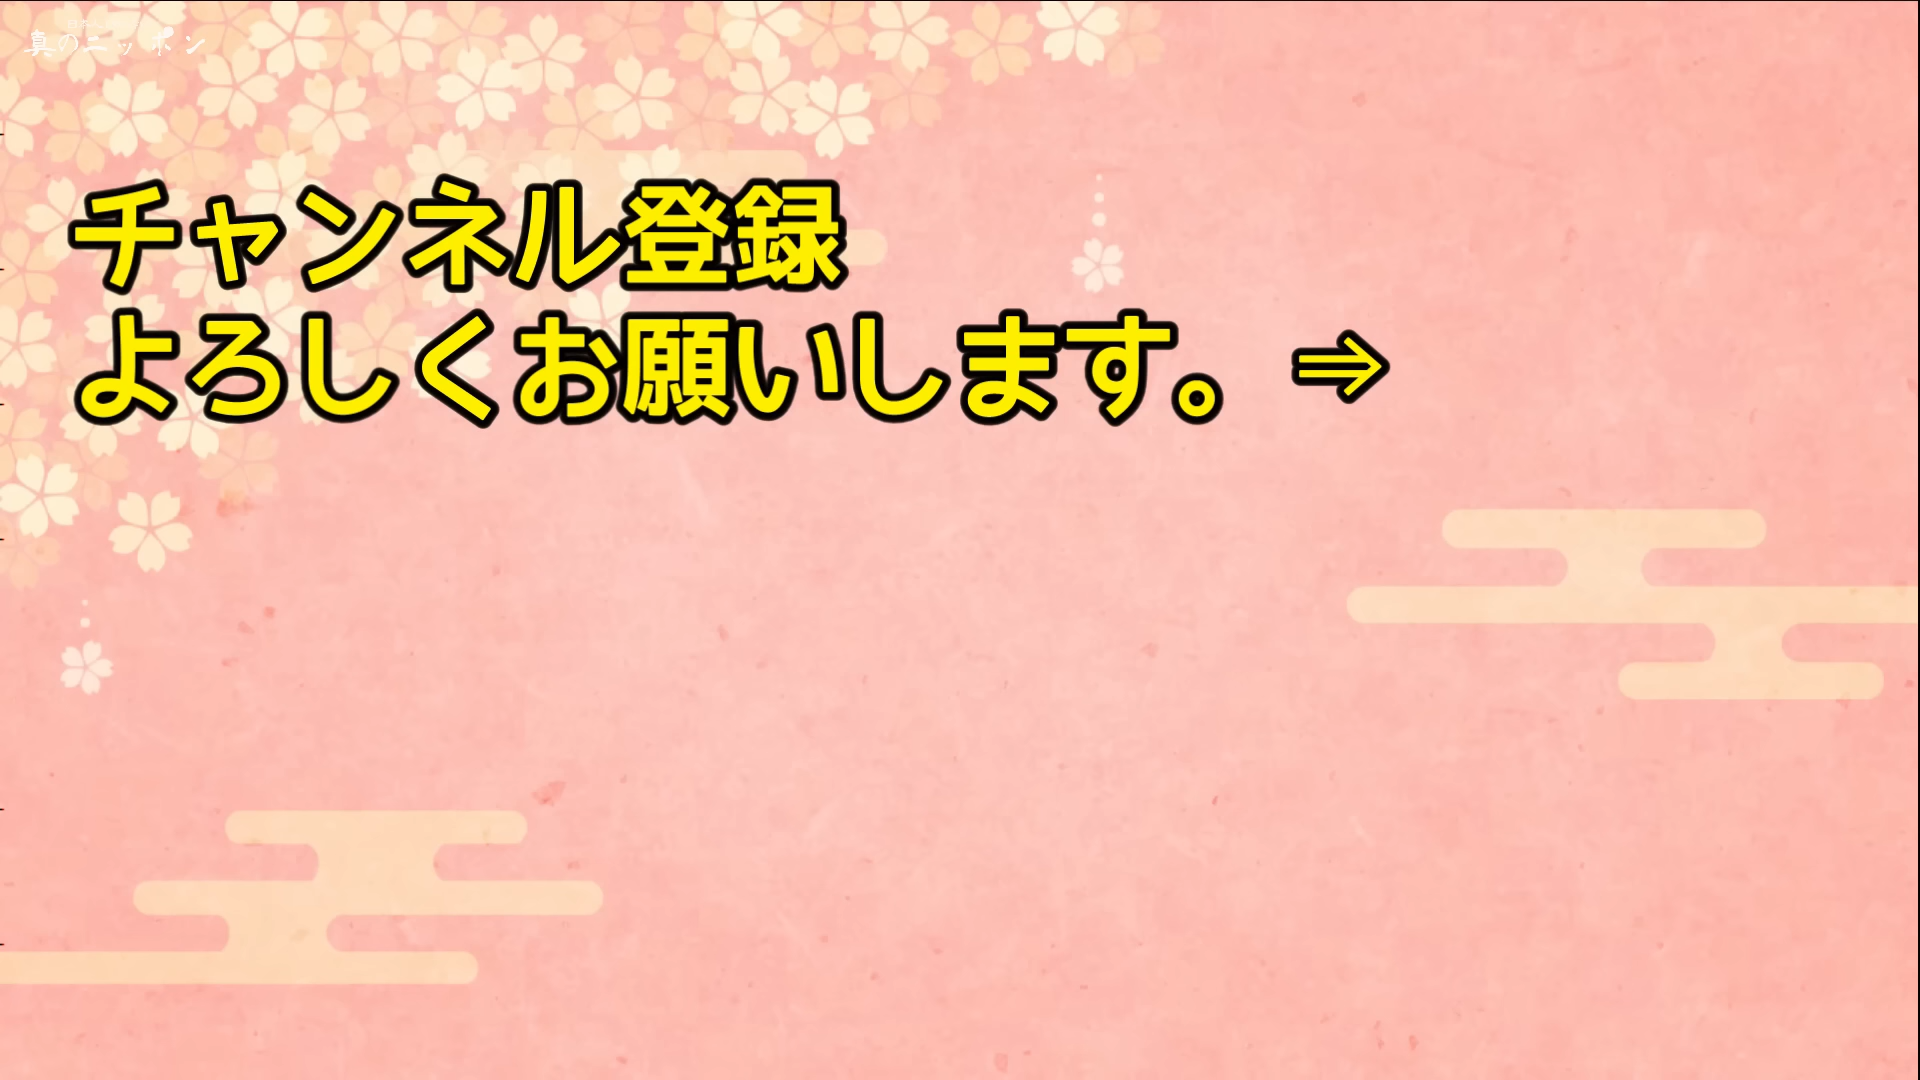 真のニッポン
チャンネル登録
よろしくお願いします。⇒